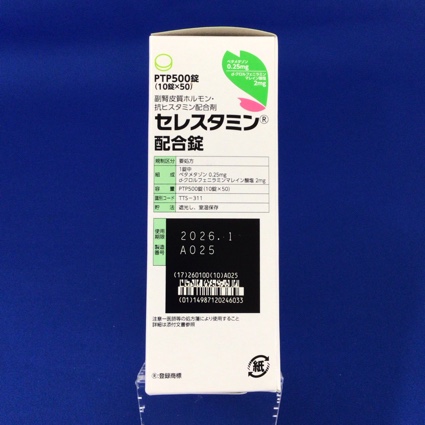 PTP500錠
(10錠×50)
ベタメタゾン
0.25mg
d-クロルフェニラミン
マレイン酸塩
2mg
副腎皮質ホルモン・
抗ヒスタミン配合剤
セレスタミン®
配合錠
規制区分 要処方
組成 1錠中
ベタメタゾン 0.25mg
d-クロルフェニラミンマレイン酸塩 2mg
容量 PTP500錠(10錠×50)
識別コード TTS-311
貯法 遮光し、室温保存
使用期限 2026.1
製造番号 A025
(17)260100(10)A025
(01)14987120246033
注意-医師等の処方箋により使用すること
詳細は添付文書参照
紙
®:登録商標